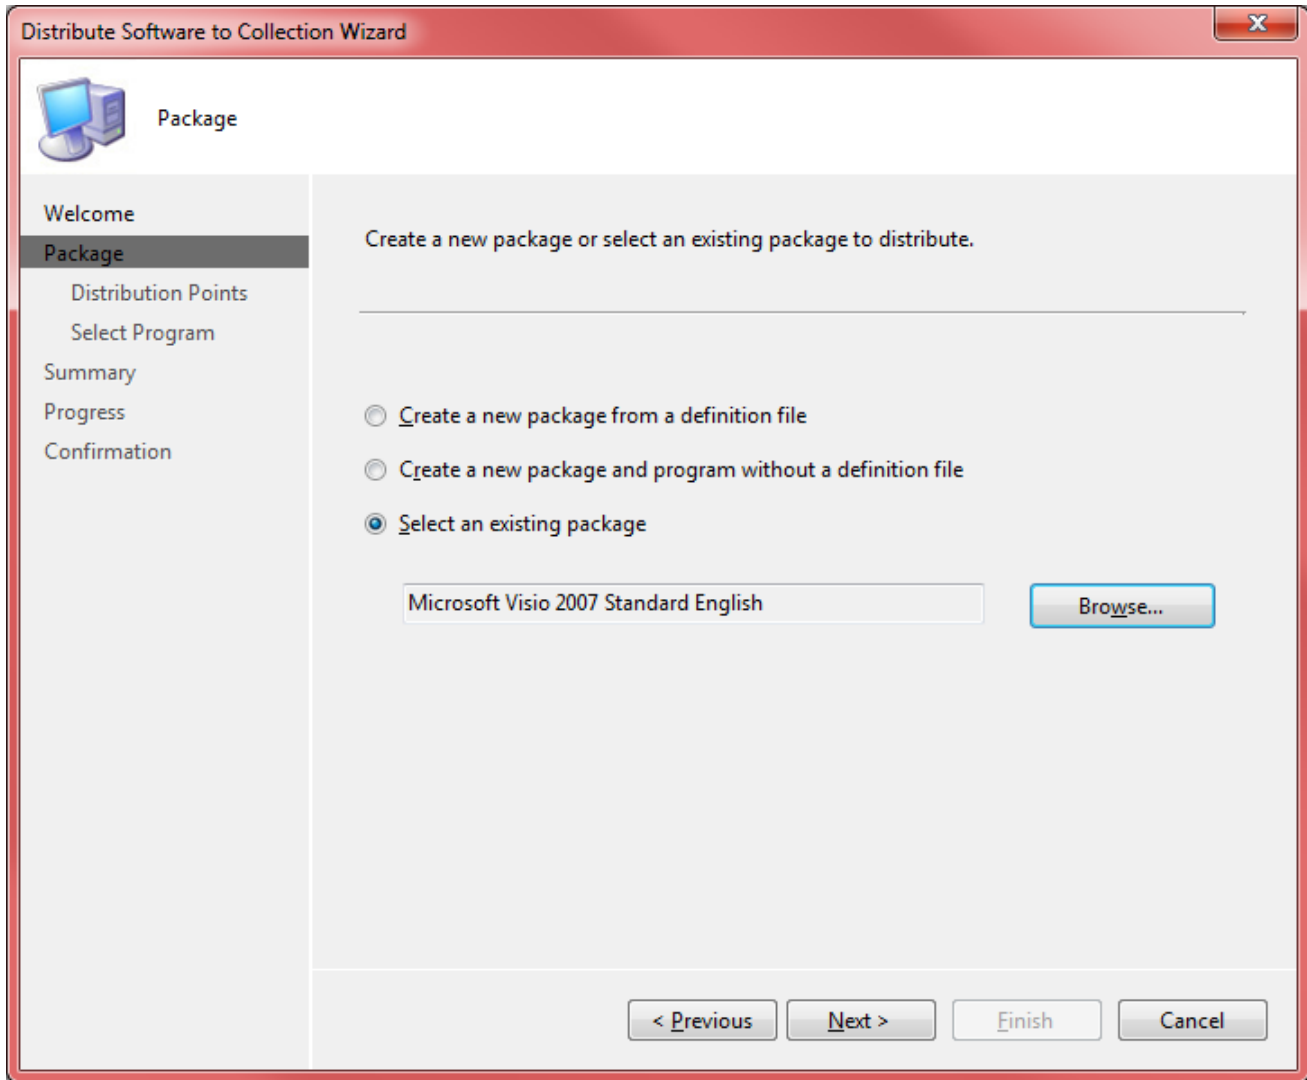 Distribute Software to Collection Wizard
X
Package
Welcome
Package
Distribution Points
Select Program
Summary
Progress
Confirmation
Create a new package or select an existing package to distribute.
Create a new package from a definition file
Create a new package and program without a definition file
Select an existing package
Microsoft Visio 2007 Standard English
Browse...
< Previous
Next >
Finish
Cancel